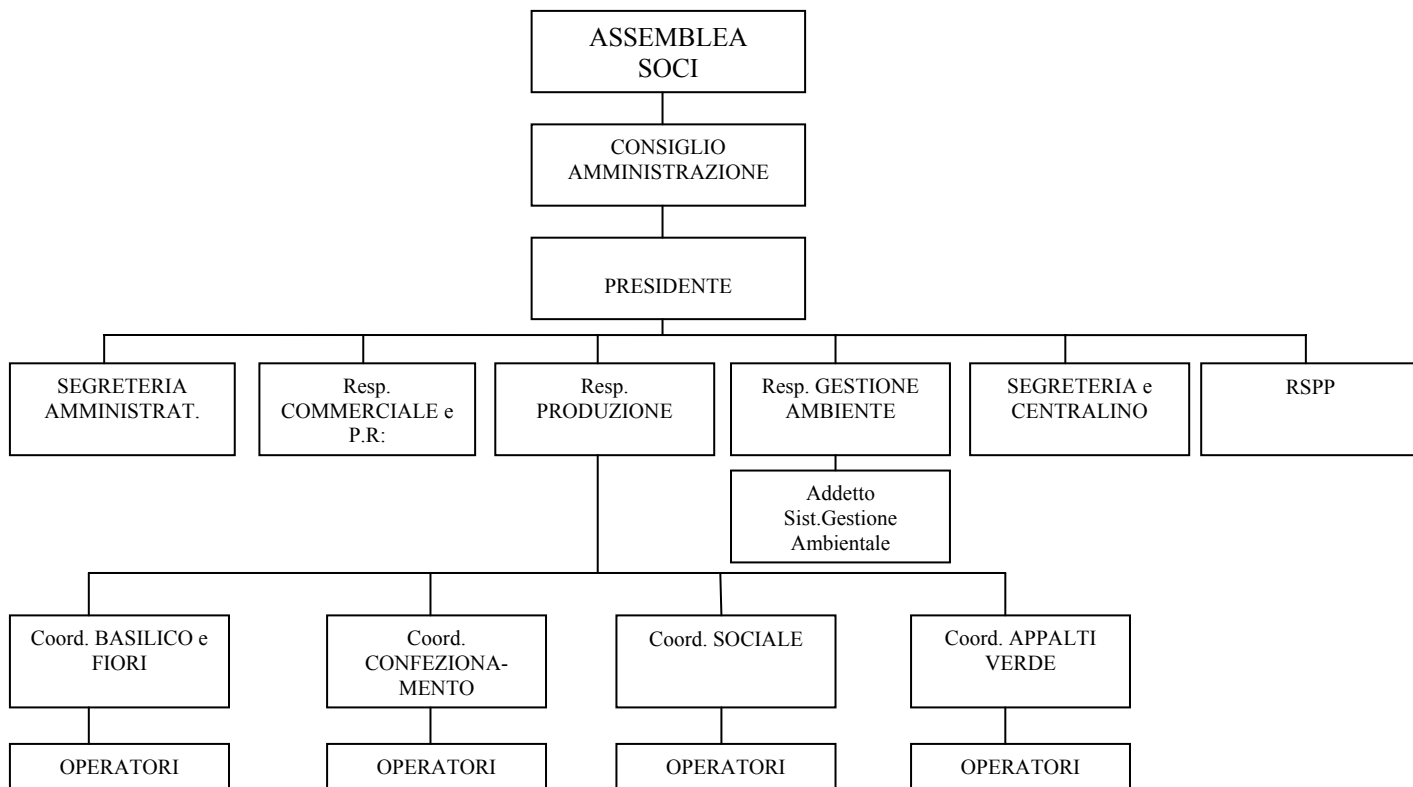 ASSEMBLEA
SOCI
CONSIGLIO
AMMINISTRAZIONE
PRESIDENTE
SEGRETERIA
AMMINISTRAT.
Resp.
COMMERCIALE e
P.R:
Resp.
PRODUZIONE
Resp. GESTIONE
AMBIENTE
SEGRETERIA e
CENTRALINO
RSPP
Addetto
Sist.Gestione
Ambientale
Coord. BASILICO e
FIORI
Coord.
CONFEZIONA-
MENTO
Coord. SOCIALE
Coord. APPALTI
VERDE
OPERATORI
OPERATORI
OPERATORI
OPERATORI